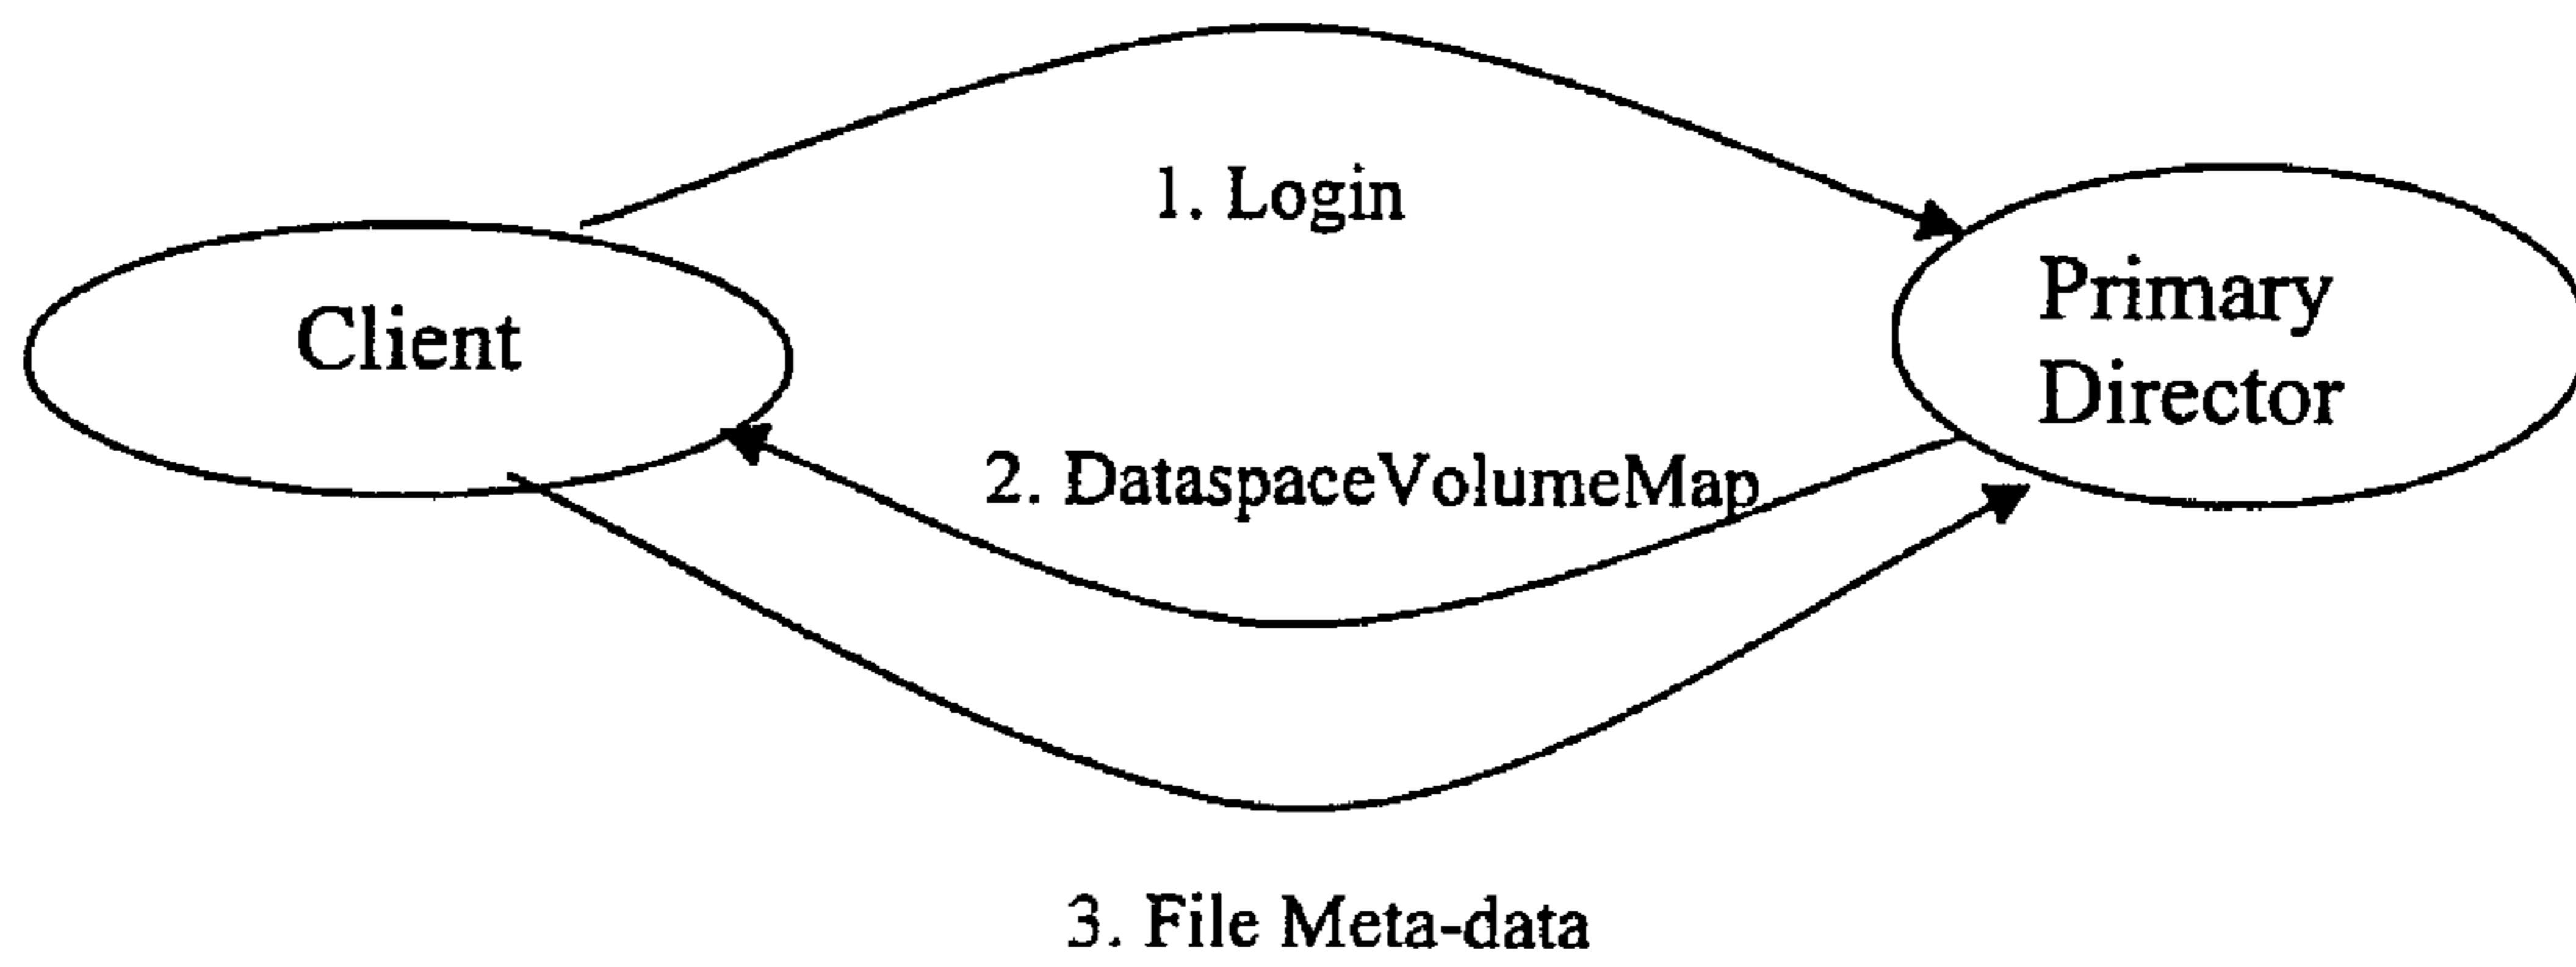 1. Login
Client
Primary
Director
2. DataspaceVolumeMap
3. File Meta-data